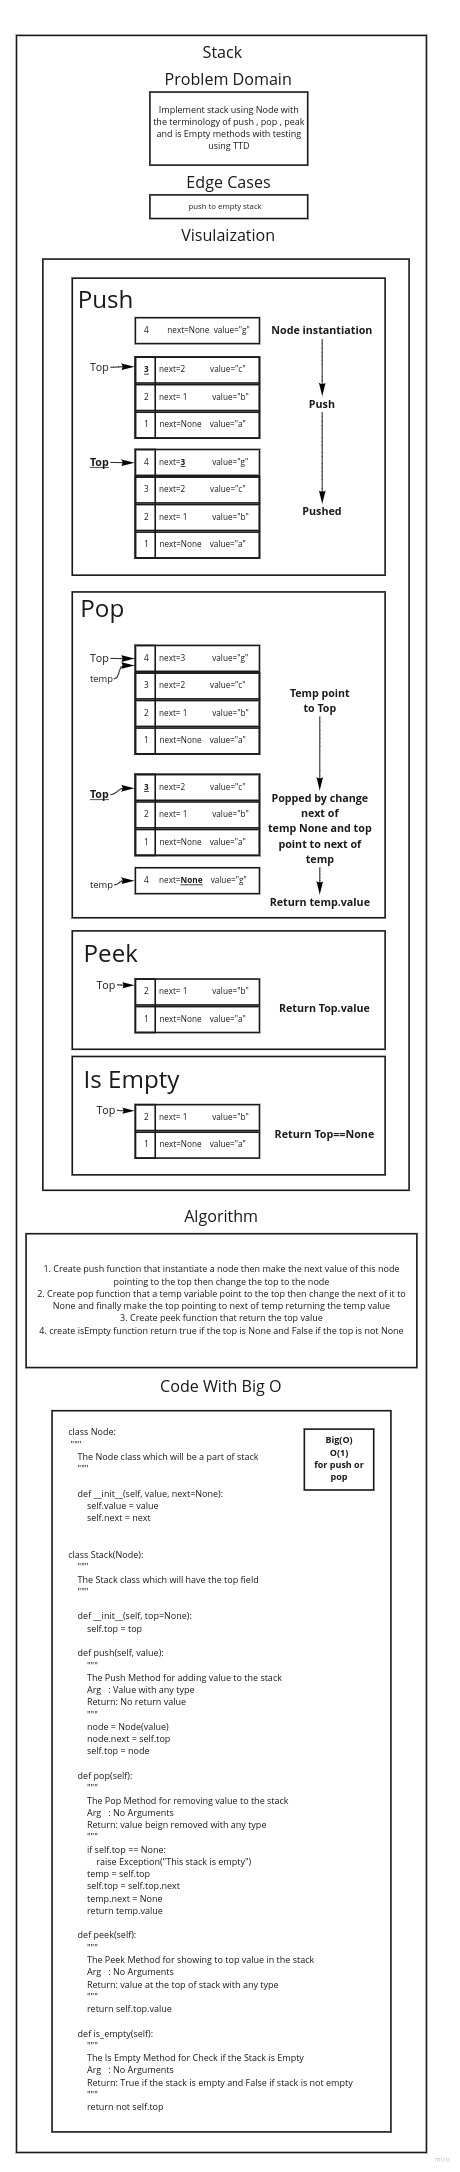 Stack
Problem Domain
Implement stack using Node with
the terminology of push , pop , peak
and is Empty methods with testing
using TTD
Edge Cases
push to empty stack
Visulaization
Push
4 next=None value="g"
Node instantiation
Top
3 next=2 value="c"
2 next= 1 value="b"
Push
1 next=None value="a"
Top
4 next=3 value="g"
3 next=2 value="c"
Pushed
2 next= 1 value="b"
1 next=None value="a"
Pop
Top
4 next=3 value="g"
temp
3 next=2 value="c"
Temp point
to Top
2 next= 1 value="b"
1 next=None value="a"
Top
3 next=2 value="c"
2 next= 1 value="b"
1 next=None value="a"
Popped by change
next of
temp None and top
point to next of
temp
temp
4 next=None value="g"
Return temp.value
Peek
Top
2 next= 1 value="b"
Return Top.value
1 next=None value="a"
Is Empty
Top
2 next= 1 value="b"
Return Top==None
1 next=None value="a"
Algorithm
1. Create push function that instantiate a node then make the next value of this node
pointing to the top then change the top to the node
2. Create pop function that a temp variable point to the top then change the next of it to
None and finally make the top pointing to next of temp returning the temp value
3. Create peek function that return the top value
4. create isEmpty function return true if the top is None and False if the top is not None
Code With Big O
Big(O)
O(1)
for push or
pop
class Node:
"""
The Node class which will be a part of stack
"""
def __init__(self, value, next=None):
self.value = value
self.next = next
class Stack(Node):
"""
The Stack class which will have the top field
"""
def __init__(self, top=None):
self.top = top
def push(self, value):
"""
The Push Method for adding value to the stack
Arg : Value with any type
Return: No return value
"""
node = Node(value)
node.next = self.top
self.top = node
def pop(self):
"""
The Pop Method for removing value to the stack
Arg : No Arguments
Return: value beign removed with any type
"""
if self.top == None:
raise Exception("This stack is empty")
temp = self.top
self.top = self.top.next
temp.next = None
return temp.value
def peek(self):
"""
The Peek Method for showing to top value in the stack
Arg : No Arguments
Return: value at the top of stack with any type
"""
return self.top.value
def is_empty(self):
"""
The Is Empty Method for Check if the Stack is Empty
Arg : No Arguments
Return: True if the stack is empty and False if stack is not empty
"""
return not self.top
miro